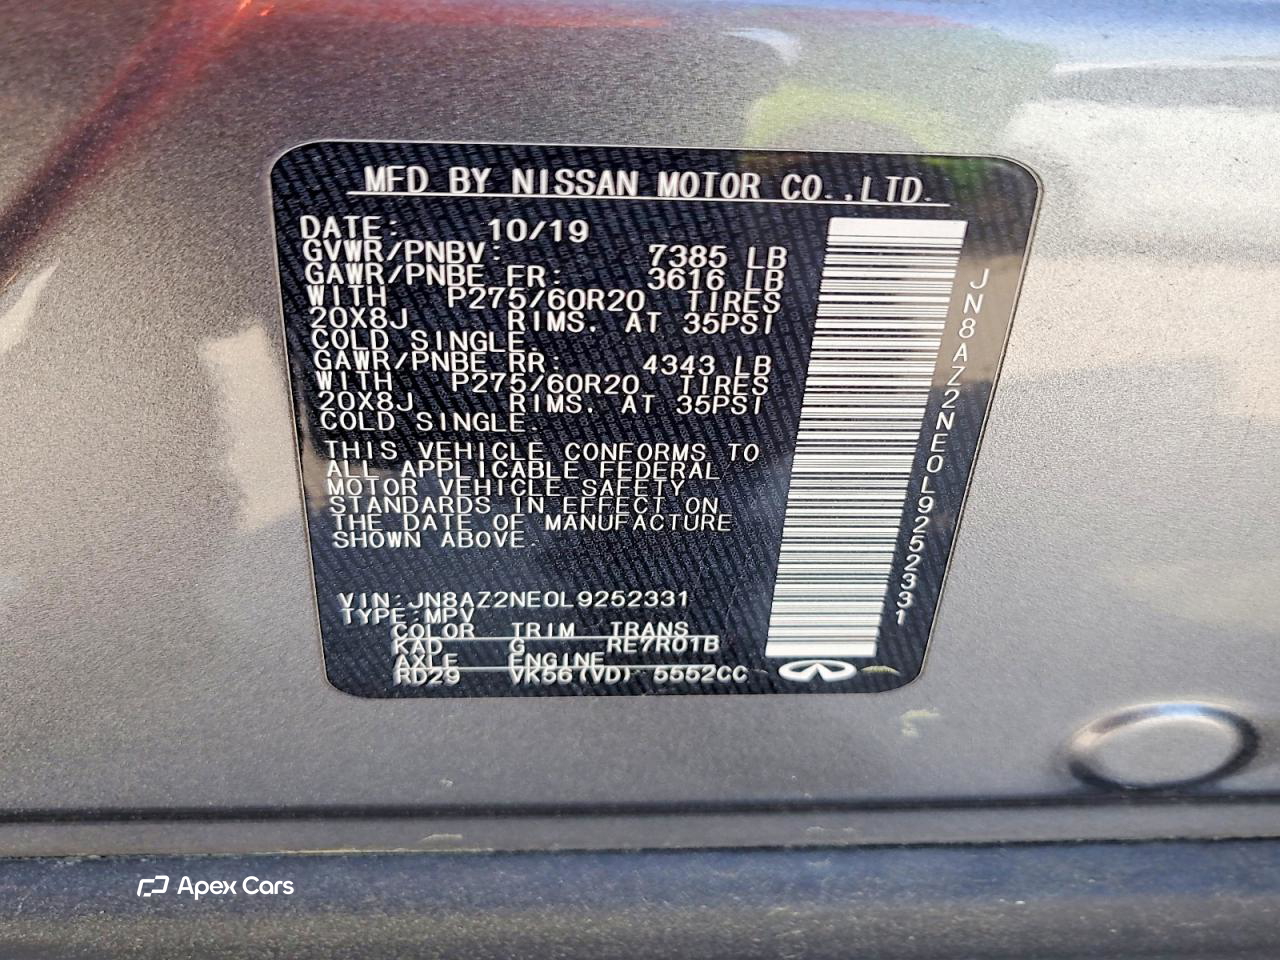 MFD BY NISSAN MOTOR CO.,LTD.
DATE: 10/19
GVWR/PNBV: 7385 LB
GAWR/PNBE FR: 3616 LB
WITH P275/60R20 TIRES
20X8J RIMS. AT 35PSI
COLD SINGLE.
GAWR/PNBE RR: 4343 LB
WITH P275/60R20 TIRES
20X8J RIMS. AT 35PSI
COLD SINGLE.
THIS VEHICLE CONFORMS TO
ALL APPLICABLE FEDERAL
MOTOR VEHICLE SAFETY
STANDARDS IN EFFECT ON
THE DATE OF MANUFACTURE
SHOWN ABOVE.
VIN:JN8AZ2NE0L9252331
TYPE:MPV
COLOR TRIM TRANS
KAD G RE7R01B
AXLE ENGINE
RD29 VK56(VD) 5552CC
JN8AZ2NE0L9252331
Apex Cars